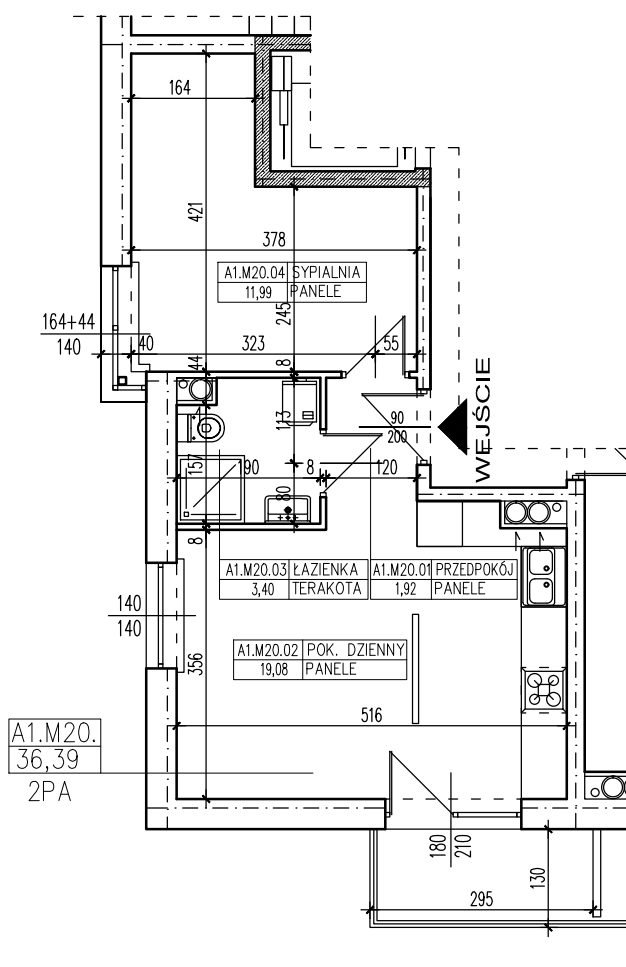 164
421
378
A1.M20.04 SYPIALNIA
11,99 PANELE
245
164+44
140
40
323
55
44
8
113
90
200
WEJŚCIE
157
190
8
120
80
8
A1.M20.03 ŁAZIENKA
3,40 TERAKOTA
A1.M20.01 PRZEDPOKÓJ
1,92 PANELE
140
140
A1.M20.02 POK. DZIENNY
19,08 PANELE
356
516
A1.M20.
36,39
2PA
180
210
130
295